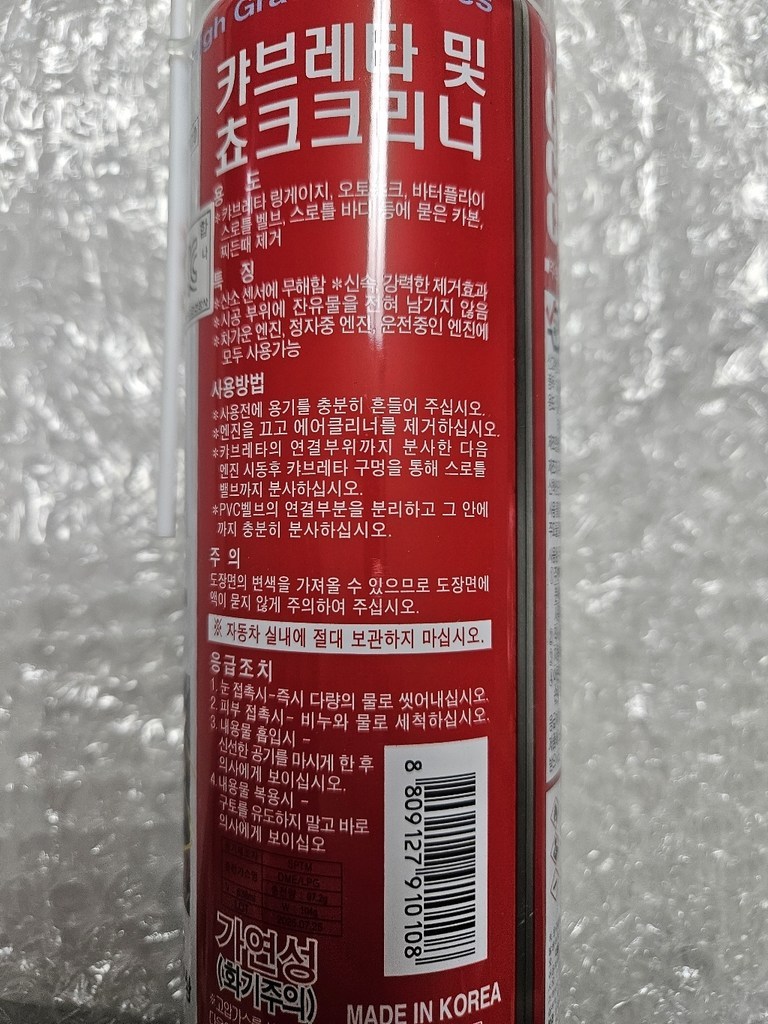 캬브레타 및
쵸크크리너
용 도
*캬브레타 링게이지, 오토쵸크, 바터플라이
스로틀 벨브, 스로틀 바디 등에 묻은 카본,
찌든때 제거
특 징
*산소 센서에 무해함 *신속, 강력한 제거효과
*시공 부위에 잔유물을 전혀 남기지 않음
*차가운 엔진, 정자중 엔진, 운전중인 엔진에
모두 사용가능
사용방법
*사용전에 용기를 충분히 흔들어 주십시오.
*엔진을 끄고 에어클리너를 제거하십시오.
*캬브레타의 연결부위까지 분사한 다음
엔진 시동후 캬브레타 구멍을 통해 스로틀
밸브까지 분사하십시오.
*PVC벨브의 연결부분을 분리하고 그 안에
까지 충분히 분사하십시오.
주 의
도장면의 변색을 가져올 수 있으므로 도장면에
액이 묻지 않게 주의하여 주십시오.
※ 자동차 실내에 절대 보관하지 마십시오.
응급조치
1. 눈 접촉시-즉시 다량의 물로 씻어내십시오.
2. 피부 접촉시- 비누와 물로 세척하십시오.
3. 내용물 흡입시 -
신선한 공기를 마시게 한 후
의사에게 보이십시오.
4. 내용물 복용시 -
구토를 유도하지 말고 바로
의사에게 보이십시오
8 809127 910108
DME/LPG
가연성
(화기주의)
MADE IN KOREA